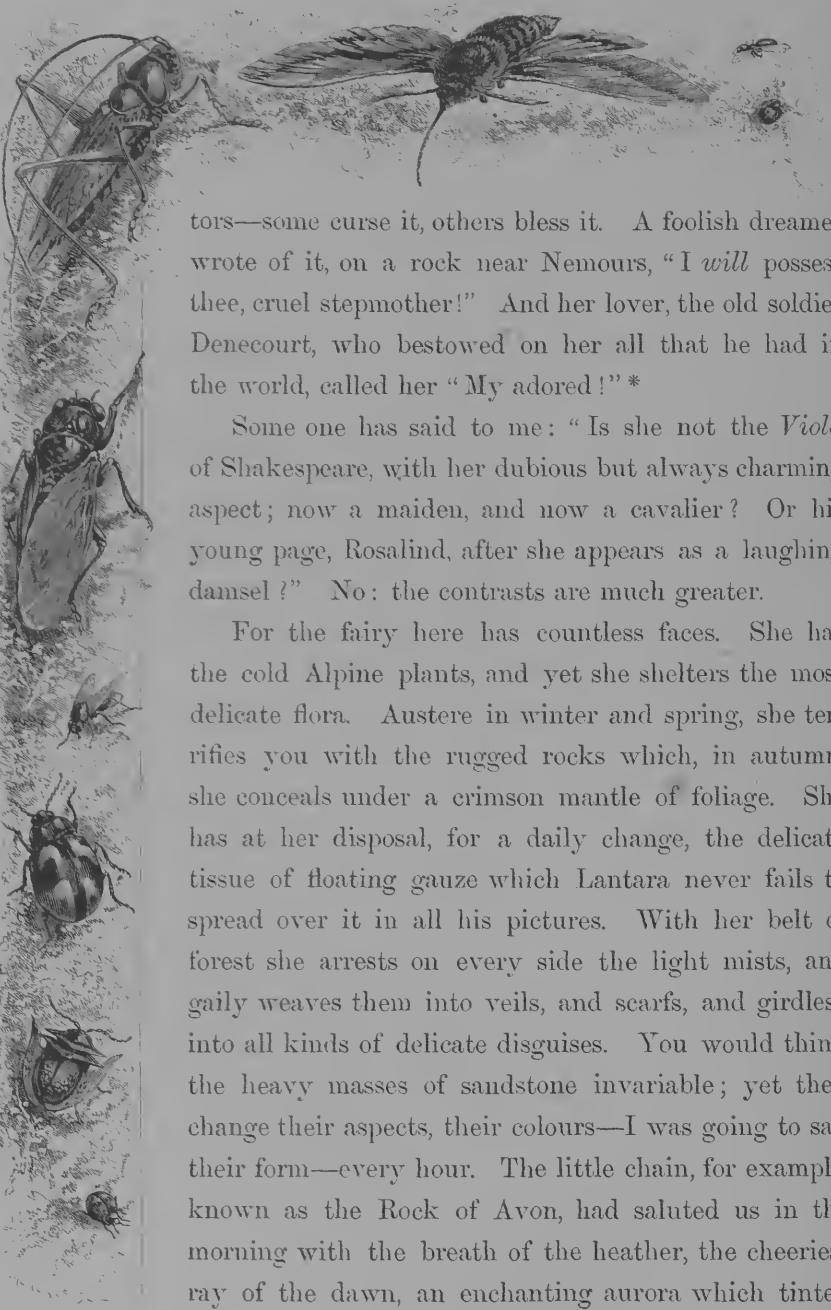 tors—some curse it, others bless it. A foolish dreame
wrote of it, on a rock near Nemours, “I will posses
thee, cruel stepmother!” And her lover, the old soldie
Denecourt, who bestowed on her all that he had i
the world, called her “My adored!” *
Some one has said to me: “Is she not the Viol
of Shakespeare, with her dubious but always charmin
aspect; now a maiden, and now a cavalier? Or hi
young page, Rosalind, after she appears as a laughin
damsel?” No: the contrasts are much greater.
For the fairy here has countless faces. She ha
the cold Alpine plants, and yet she shelters the mos
delicate flora. Austere in winter and spring, she ter
rifies you with the rugged rocks which, in autumn
she conceals under a crimson mantle of foliage. Sh
has at her disposal, for a daily change, the delicat
tissue of floating gauze which Lantara never fails t
spread over it in all his pictures. With her belt o
forest she arrests on every side the light mists, an
gaily weaves them into veils, and scarfs, and girdles
into all kinds of delicate disguises. You would thin
the heavy masses of sandstone invariable; yet the
change their aspects, their colours—I was going to sa
their form—every hour. The little chain, for exampl
known as the Rock of Avon, had saluted us in th
morning with the breath of the heather, the cheerie
ray of the dawn, an enchanting aurora which tinte